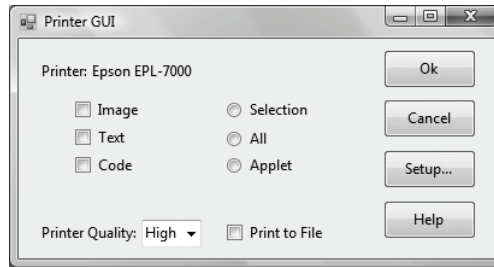 Printer GUI
Printer: Epson EPL-7000
Ok
Image
Selection
Text
All
Cancel
Code
Applet
Setup...
Printer Quality: High
Print to File
Help